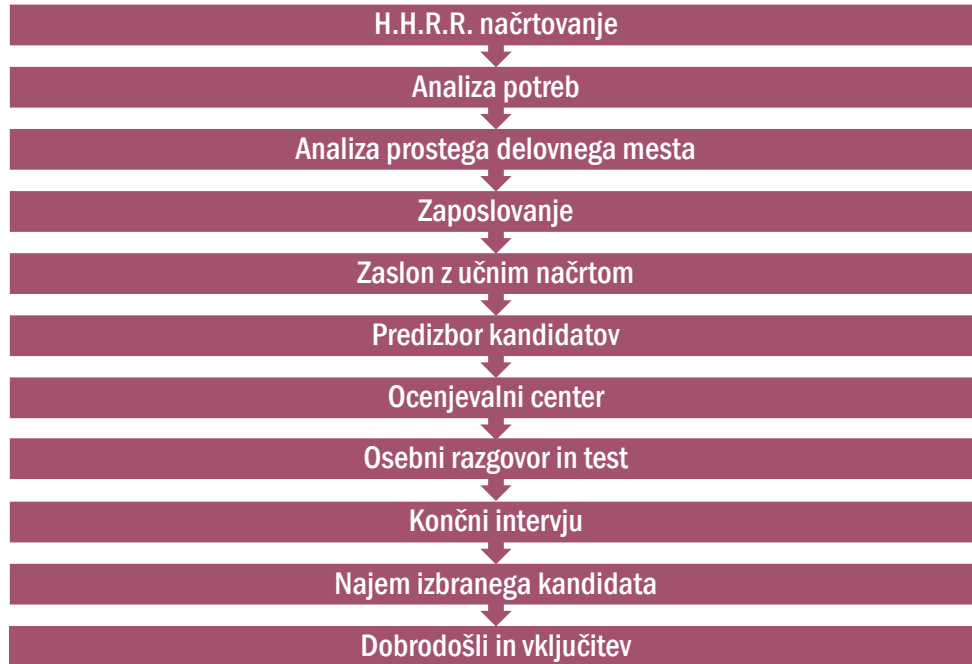 H.H.R.R. načrtovanje
Analiza potreb
Analiza prostega delovnega mesta
Zaposlovanje
Zaslon z učnim načrtom
Predizbor kandidatov
Ocenjevalni center
Osebni razgovor in test
Končni intervju
Najem izbranega kandidata
Dobrodošli in vključitev